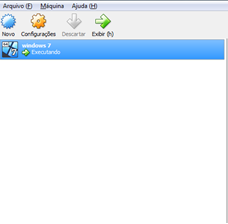 Arquivo (F) Máquina Ajuda (H)
Novo Configurações Descartar Exibir (h)
windows 7
Executando